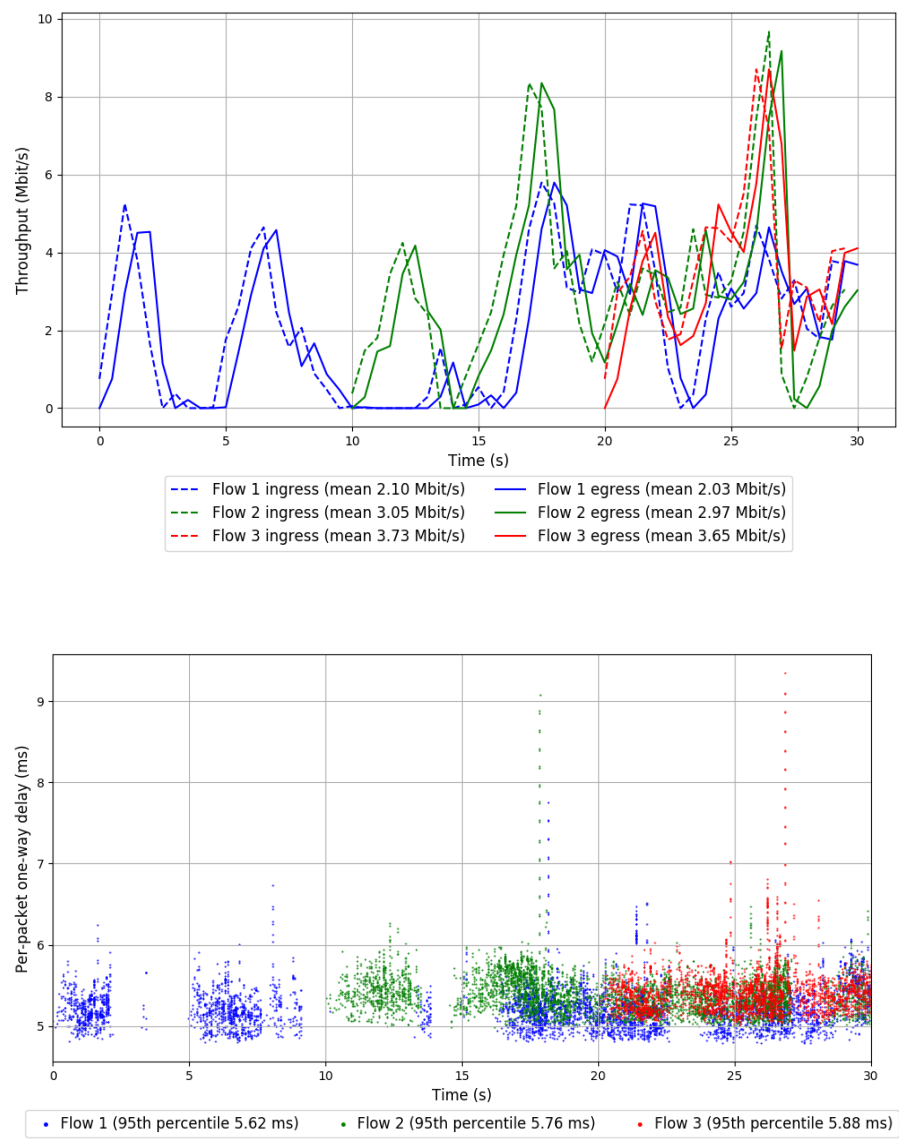 10
8
6
4
2
0
Throughput (Mbit/s)
0 5 10 15 20 25 30
Time (s)
Flow 1 ingress (mean 2.10 Mbit/s) Flow 1 egress (mean 2.03 Mbit/s)
Flow 2 ingress (mean 3.05 Mbit/s) Flow 2 egress (mean 2.97 Mbit/s)
Flow 3 ingress (mean 3.73 Mbit/s) Flow 3 egress (mean 3.65 Mbit/s)
9
8
7
6
5
Per-packet one-way delay (ms)
0 5 10 15 20 25 30
Time (s)
Flow 1 (95th percentile 5.62 ms) Flow 2 (95th percentile 5.76 ms) Flow 3 (95th percentile 5.88 ms)